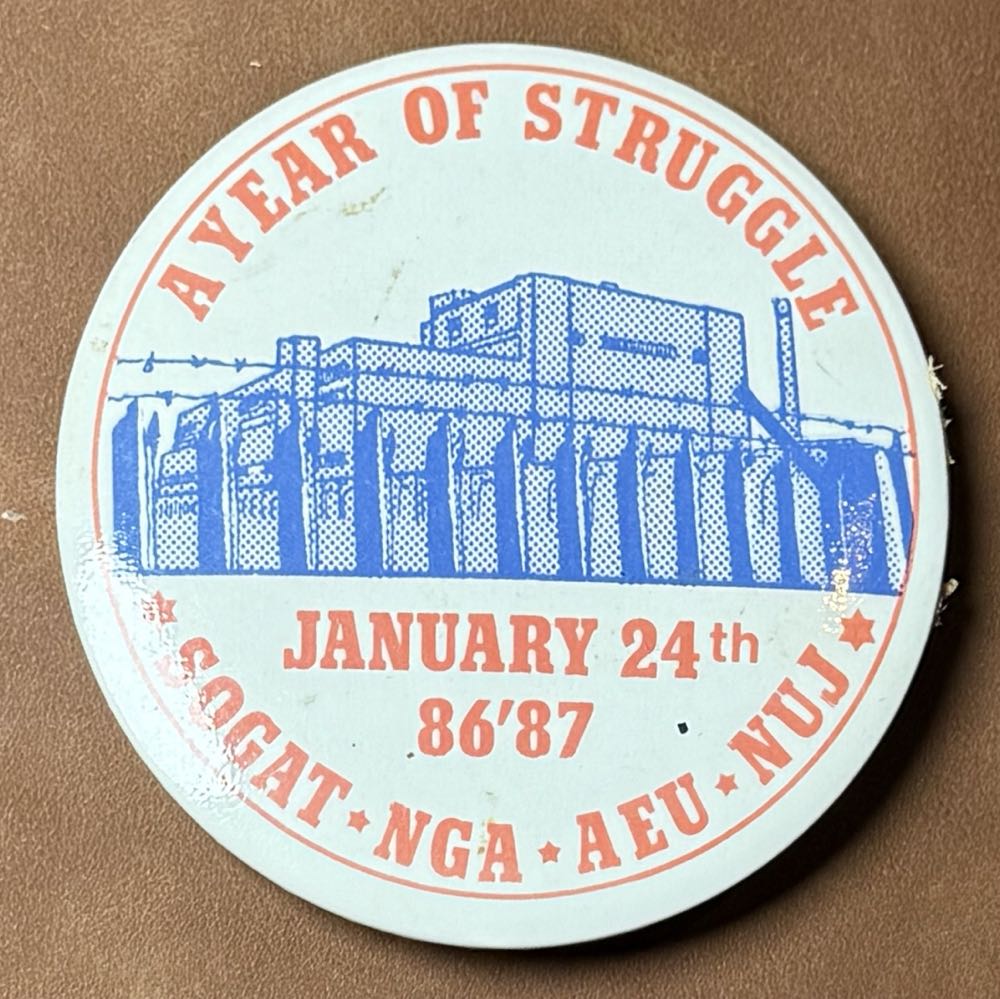 A YEAR OF STRUGGLE
JANUARY 24th
86'87
SOGAT ★ NGA ★ AEU ★ NUJ